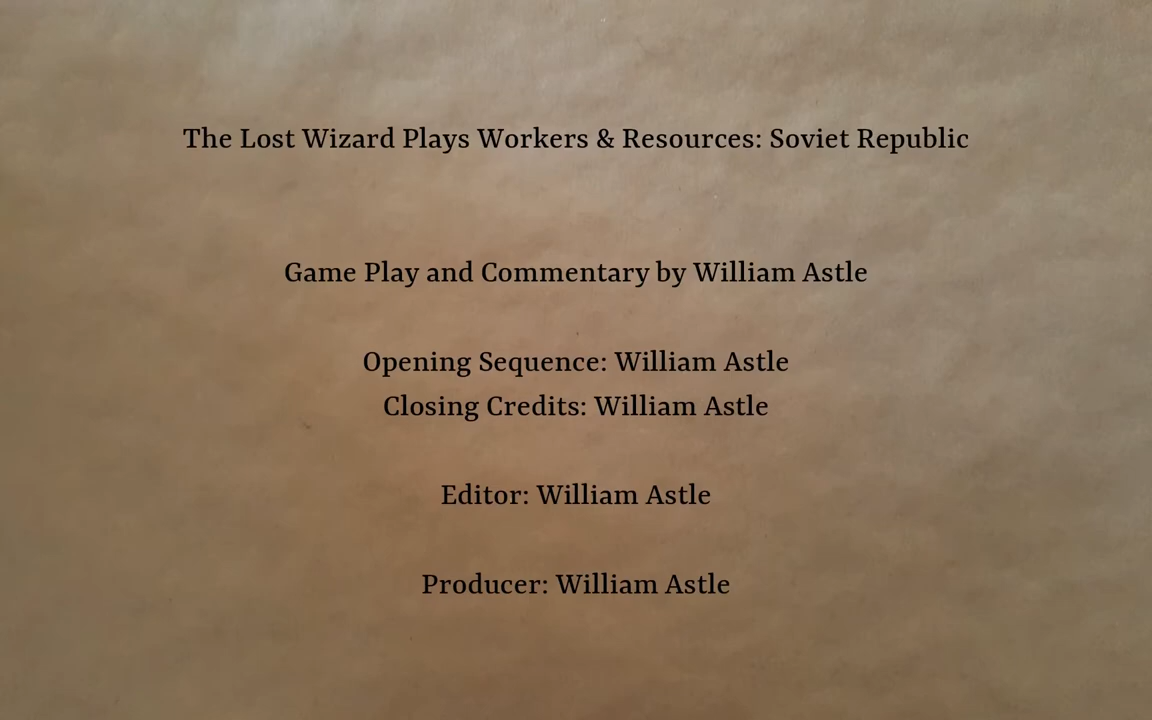 The Lost Wizard Plays Workers & Resources: Soviet Republic
Game Play and Commentary by William Astle
Opening Sequence: William Astle
Closing Credits: William Astle
Editor: William Astle
Producer: William Astle